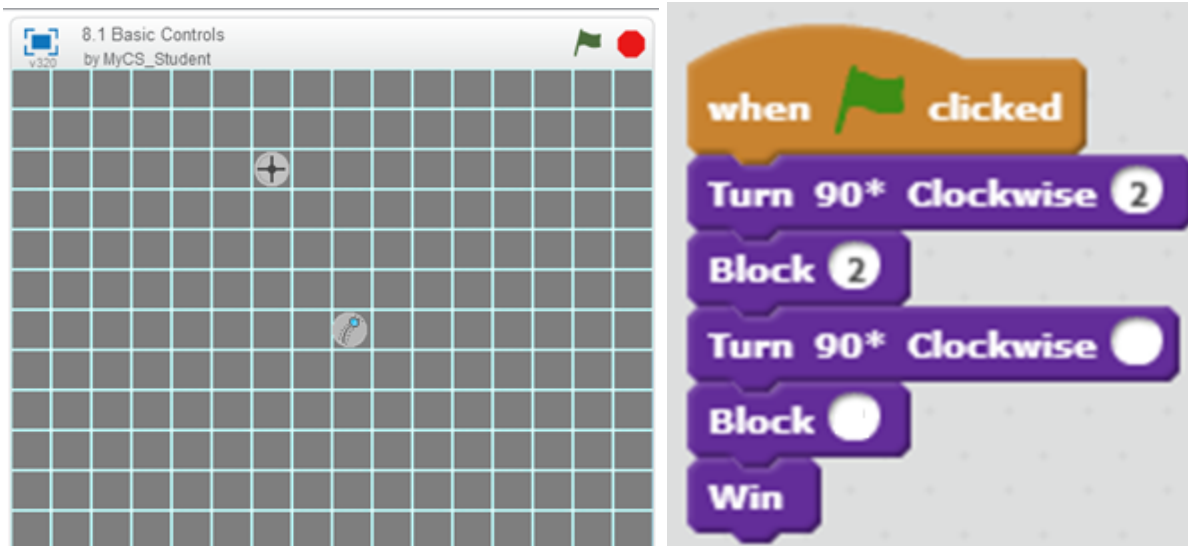 8.1 Basic Controls
by MyCS_Student
v320
when clicked
Turn 90* Clockwise 2
Block 2
Turn 90* Clockwise
Block
Win